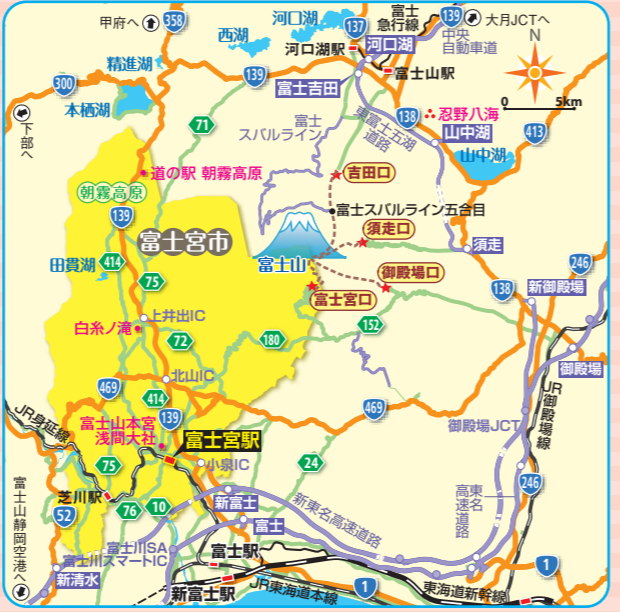 甲府へ
358
河口湖
137
富士
急行線
139
大月JCTへ
西湖
河口湖駅
河口湖
中央
自動車道
N
精進湖
139
富士山駅
300
本栖湖
富士吉田
0
5km
下部へ
71
富士
スバルライン
東富士五湖
道路
138
忍野八海
山中湖
413
山中湖
道の駅 朝霧高原
吉田口
朝霧高原
139
富士スバルライン五合目
富士宮市
須走口
須走
田貫湖
414
富士山
御殿場口
246
75
富士宮口
138
新御殿場
上井出IC
152
白糸ノ滝
72
180
御殿場
北山IC
JR御殿場線
469
414
139
469
御殿場JCT
JR身延線
富士山本宮
浅間大社
富士宮駅
小泉IC
24
75
246
芝川駅
東名
高速道路
富士山静岡空港へ
76
10
新富士
新東名高速道路
52
富士
富士川SA
富士川スマートIC
富士駅
新清水
新富士駅
JR東海道本線
1
東海道新幹線
1